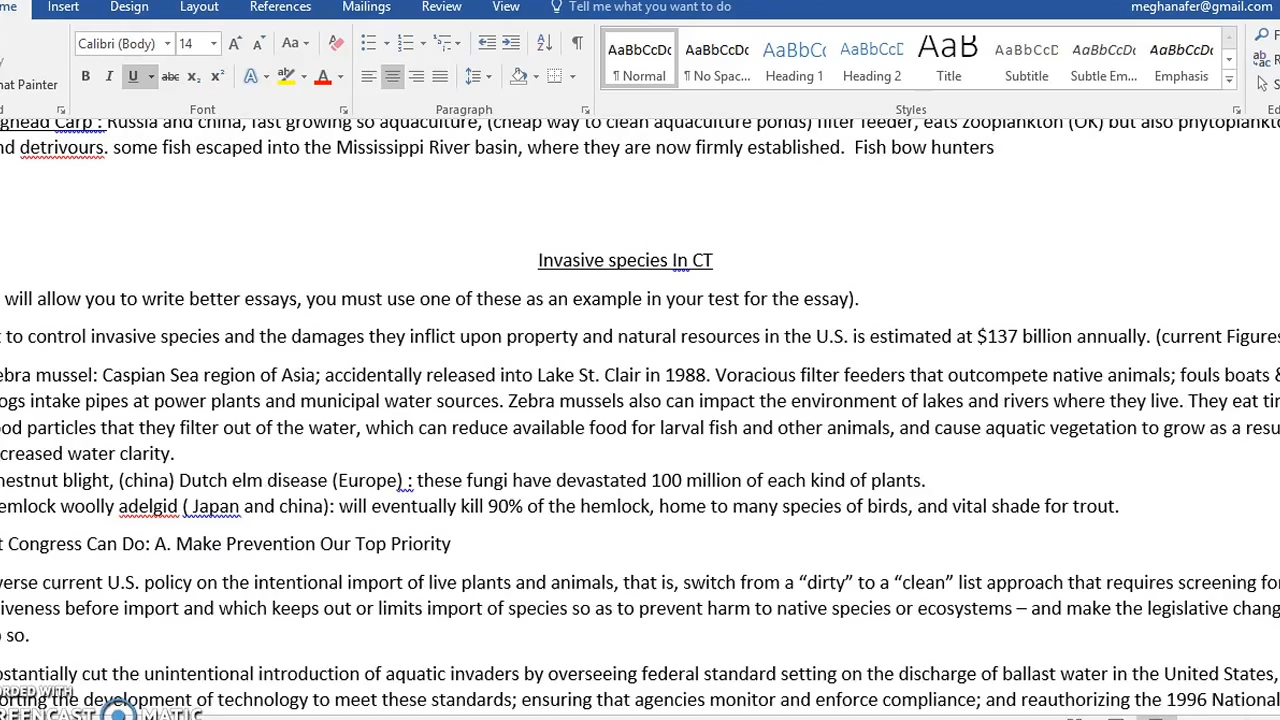 me Insert Design Layout References Mailings Review View Tell me what you want to do meghanafer@gmail.com
Calibri (Body) 14 Aa AaBbCcDc AaBbCcDc AaBbCc AaBbCcD AaB AaBbCcD AaBbCcDc AaBbCcDc
at Painter B I U abc x₂ x² A A ¶ Normal ¶ No Spac... Heading 1 Heading 2 Title Subtitle Subtle Em... Emphasis
Font Paragraph Styles
ghead Carp : Russia and china, fast growing so aquaculture, (cheap way to clean aquaculture ponds) filter feeder, eats zooplankton (OK) but also phytoplankto
nd detrivours. some fish escaped into the Mississippi River basin, where they are now firmly established. Fish bow hunters
Invasive species In CT
will allow you to write better essays, you must use one of these as an example in your test for the essay).
t to control invasive species and the damages they inflict upon property and natural resources in the U.S. is estimated at $137 billion annually. (current Figures
ebra mussel: Caspian Sea region of Asia; accidentally released into Lake St. Clair in 1988. Voracious filter feeders that outcompete native animals; fouls boats &
ogs intake pipes at power plants and municipal water sources. Zebra mussels also can impact the environment of lakes and rivers where they live. They eat tin
ood particles that they filter out of the water, which can reduce available food for larval fish and other animals, and cause aquatic vegetation to grow as a resu
creased water clarity.
hestnut blight, (china) Dutch elm disease (Europe) : these fungi have devastated 100 million of each kind of plants.
emlock woolly adelgid ( Japan and china): will eventually kill 90% of the hemlock, home to many species of birds, and vital shade for trout.
t Congress Can Do: A. Make Prevention Our Top Priority
verse current U.S. policy on the intentional import of live plants and animals, that is, switch from a “dirty” to a “clean” list approach that requires screening for
iveness before import and which keeps out or limits import of species so as to prevent harm to native species or ecosystems – and make the legislative chang
o so.
bstantially cut the unintentional introduction of aquatic invaders by overseeing federal standard setting on the discharge of ballast water in the United States,
orting the development of technology to meet these standards; ensuring that agencies monitor and enforce compliance; and reauthorizing the 1996 National